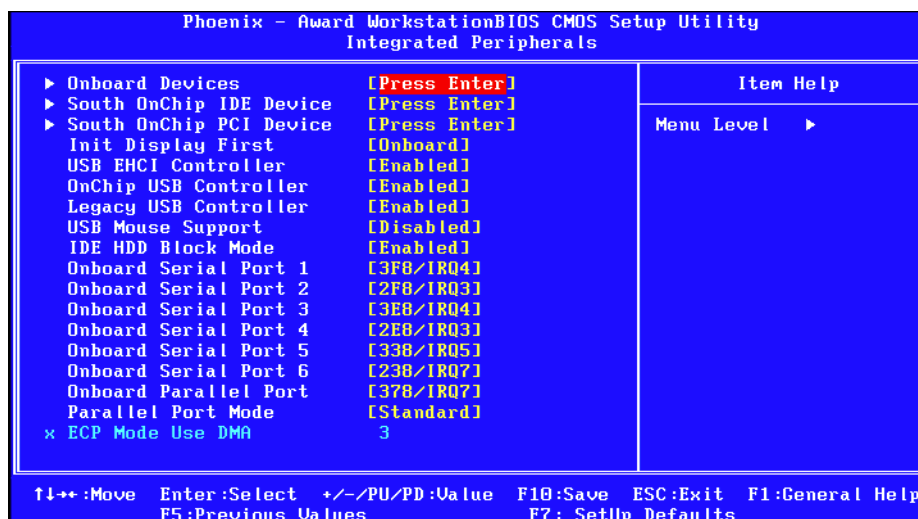 Phoenix - Award WorkstationBIOS CMOS Setup Utility
Integrated Peripherals
▶ Onboard Devices [Press Enter]
▶ South OnChip IDE Device [Press Enter]
▶ South OnChip PCI Device [Press Enter]
Init Display First [Onboard]
USB EHCI Controller [Enabled]
OnChip USB Controller [Enabled]
Legacy USB Controller [Enabled]
USB Mouse Support [Disabled]
IDE HDD Block Mode [Enabled]
Onboard Serial Port 1 [3F8/IRQ4]
Onboard Serial Port 2 [2F8/IRQ3]
Onboard Serial Port 3 [3E8/IRQ4]
Onboard Serial Port 4 [2E8/IRQ3]
Onboard Serial Port 5 [338/IRQ5]
Onboard Serial Port 6 [238/IRQ7]
Onboard Parallel Port [378/IRQ7]
Parallel Port Mode [Standard]
x ECP Mode Use DMA 3
Item Help
Menu Level ▶
↑↓→←:Move Enter:Select +/-/PU/PD:Value F10:Save ESC:Exit F1:General Help
F5:Previous Values F7: SetUp Defaults